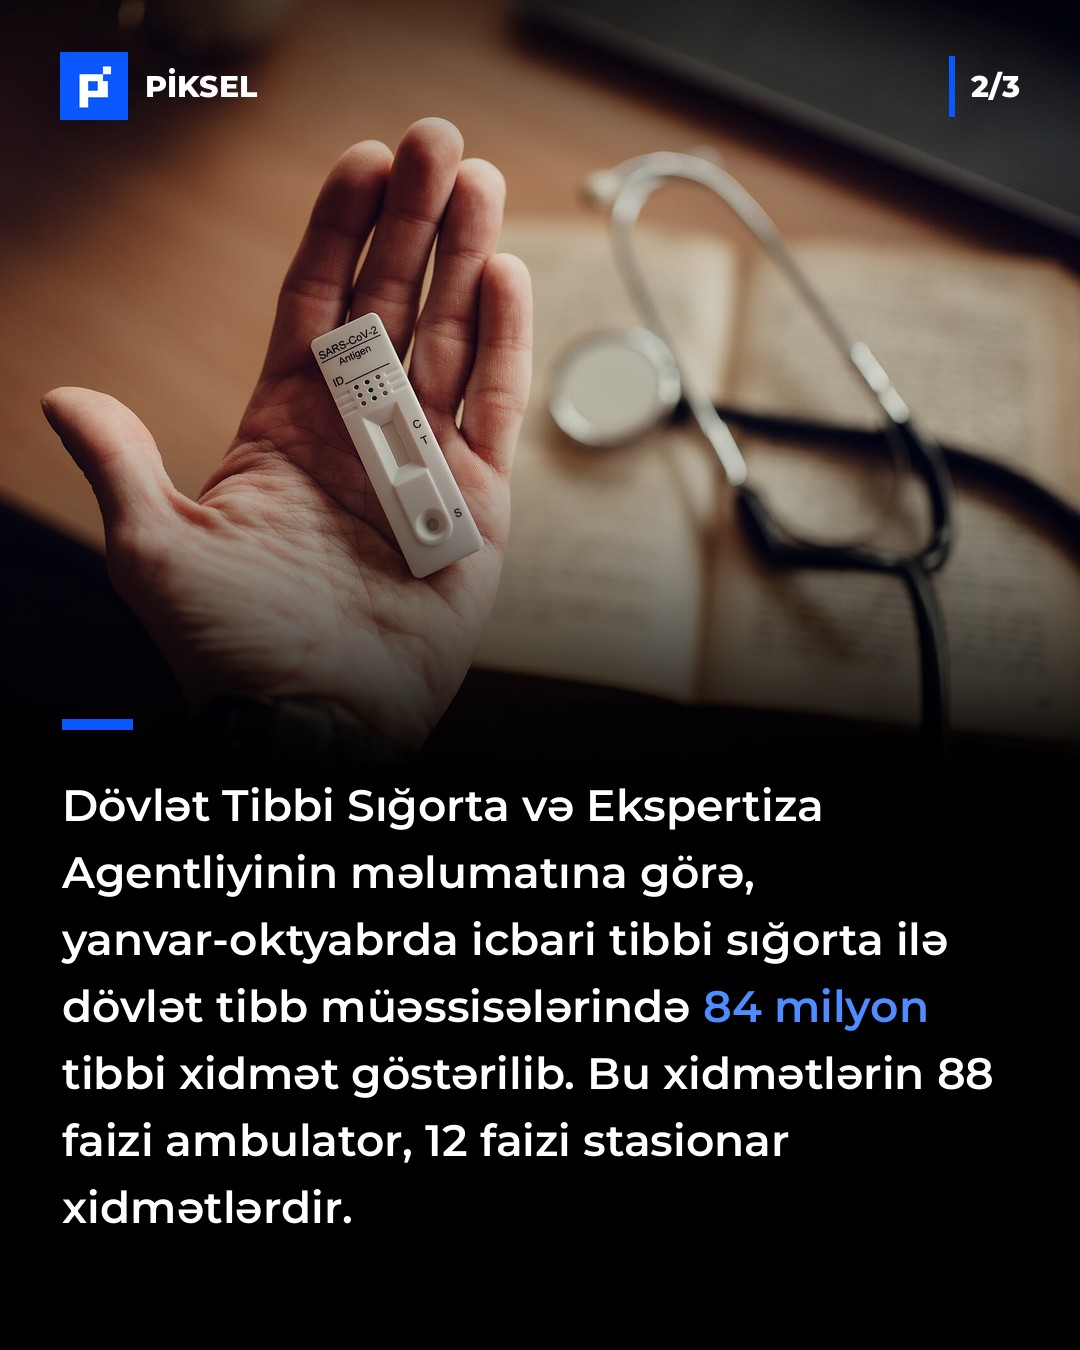 PİKSEL
2/3
SARS-CoV-2
Antigen
ID
C
T
S
Dövlət Tibbi Sığorta və Ekspertiza
Agentliyinin məlumatına görə,
yanvar-oktyabrda icbari tibbi sığorta ilə
dövlət tibb müəssisələrində 84 milyon
tibbi xidmət göstərilib. Bu xidmətlərin 88
faizi ambulator, 12 faizi stasionar
xidmətlərdir.